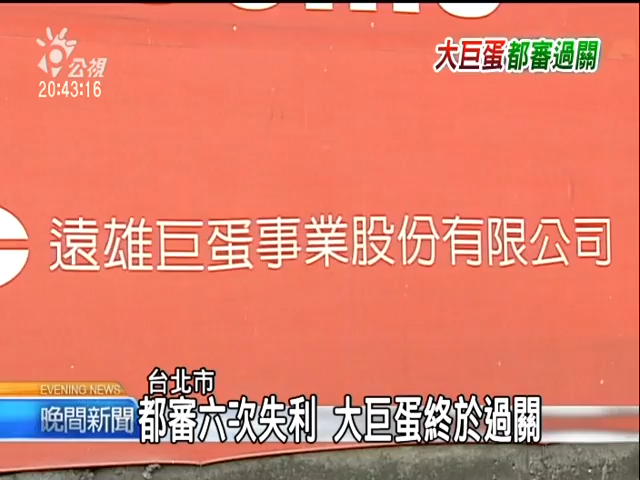 公視
20:43:16
大巨蛋都審過關
遠雄巨蛋事業股份有限公司
台北市
EVENING NEWS
晚間新聞
都審六次失利 大巨蛋終於過關